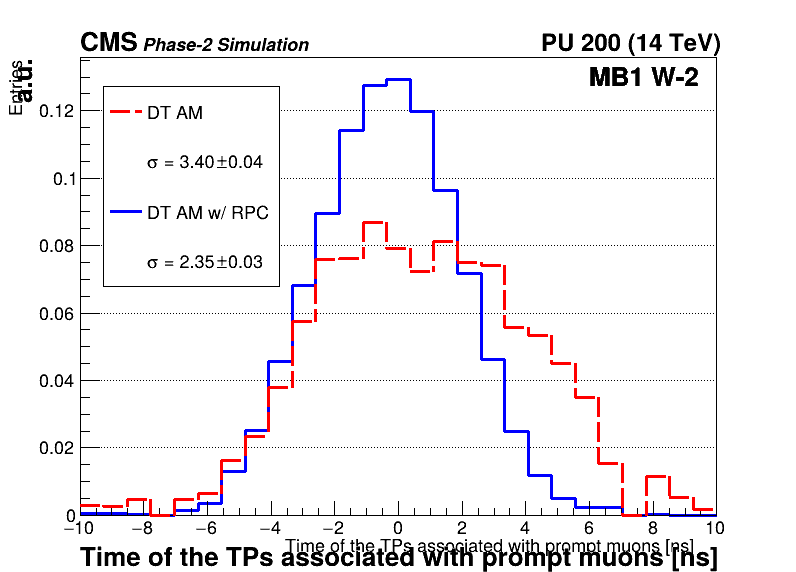 CMS Phase-2 Simulation PU 200 (14 TeV)
MB1 W-2
Entries
a.u.
DT AM
σ = 3.40±0.04
DT AM w/ RPC
σ = 2.35±0.03
0.12
0.1
0.08
0.06
0.04
0.02
0
−10 −8 −6 −4 −2 0 2 4 6 8 10
Time of the TPs associated with prompt muons [ns]
Time of the TPs associated with prompt muons [ns]